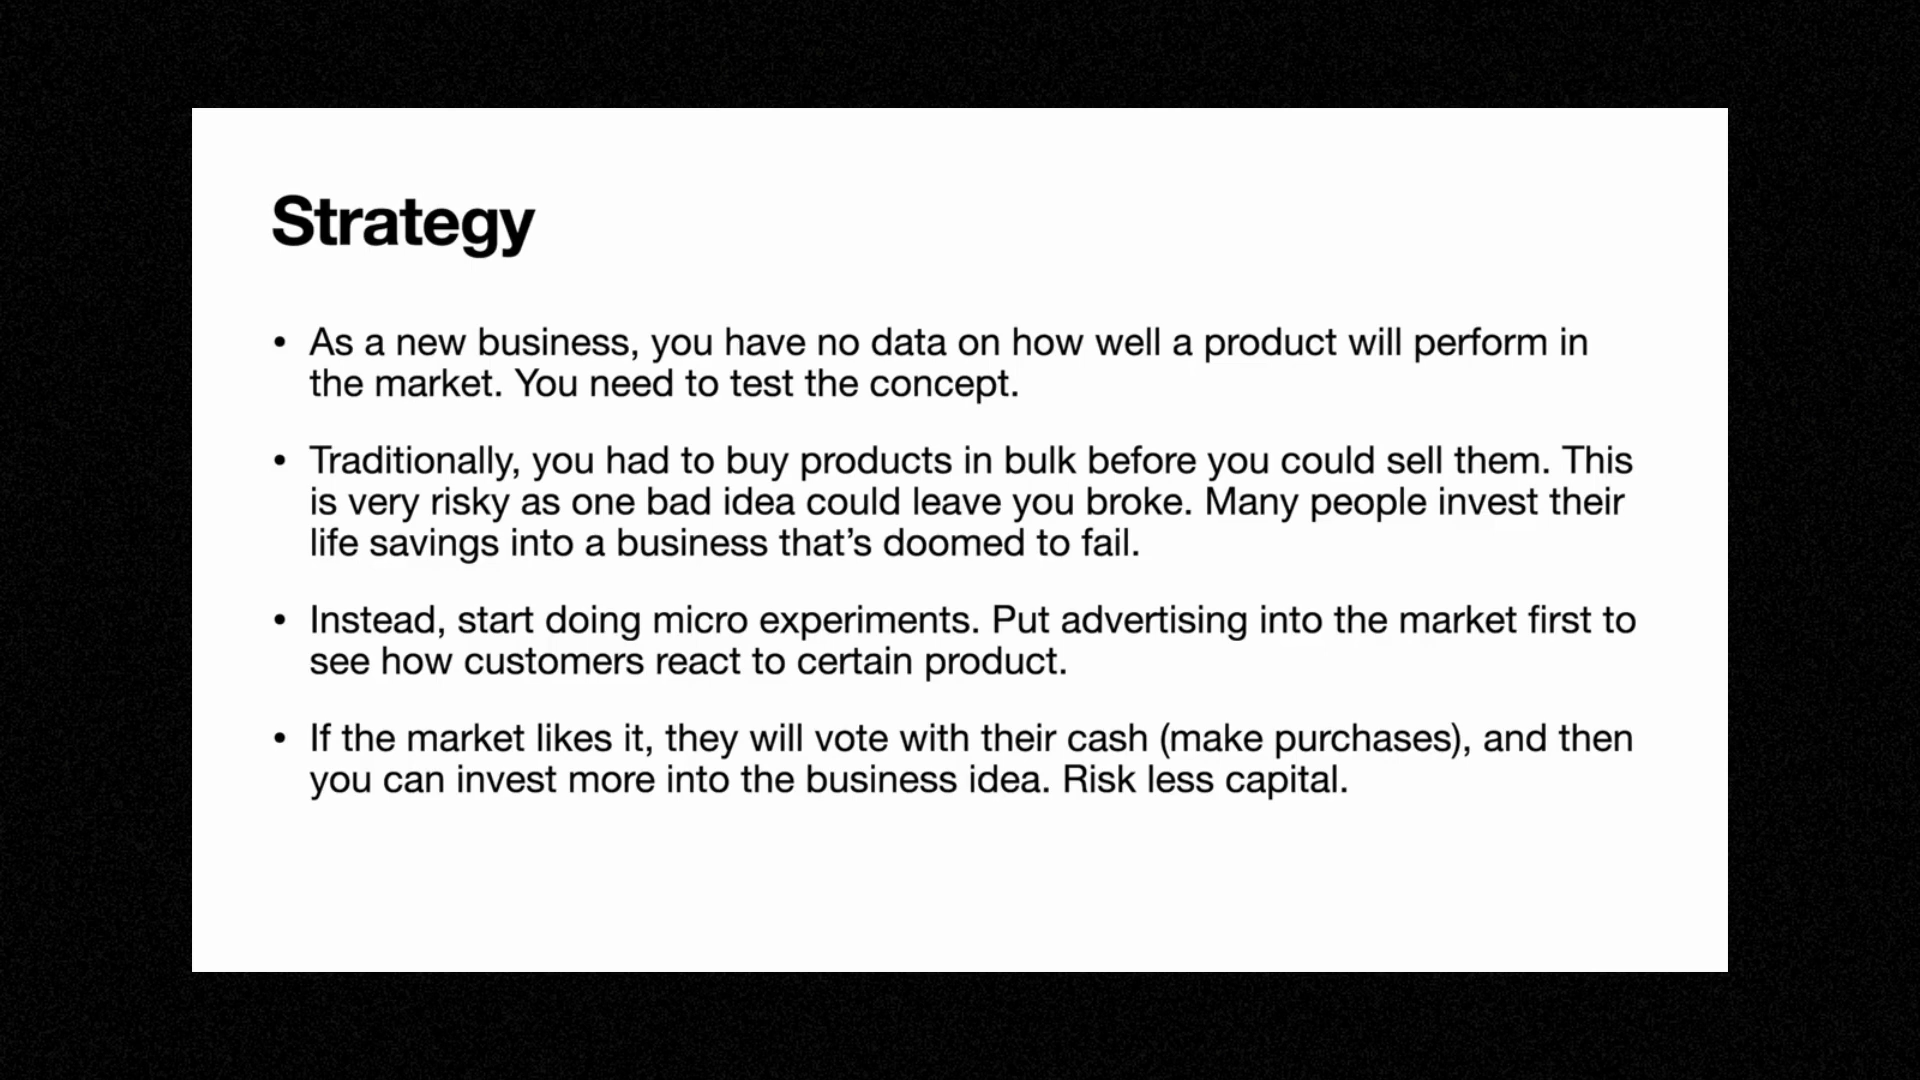 Strategy
• As a new business, you have no data on how well a product will perform in
the market. You need to test the concept.
• Traditionally, you had to buy products in bulk before you could sell them. This
is very risky as one bad idea could leave you broke. Many people invest their
life savings into a business that’s doomed to fail.
• Instead, start doing micro experiments. Put advertising into the market first to
see how customers react to certain product.
• If the market likes it, they will vote with their cash (make purchases), and then
you can invest more into the business idea. Risk less capital.